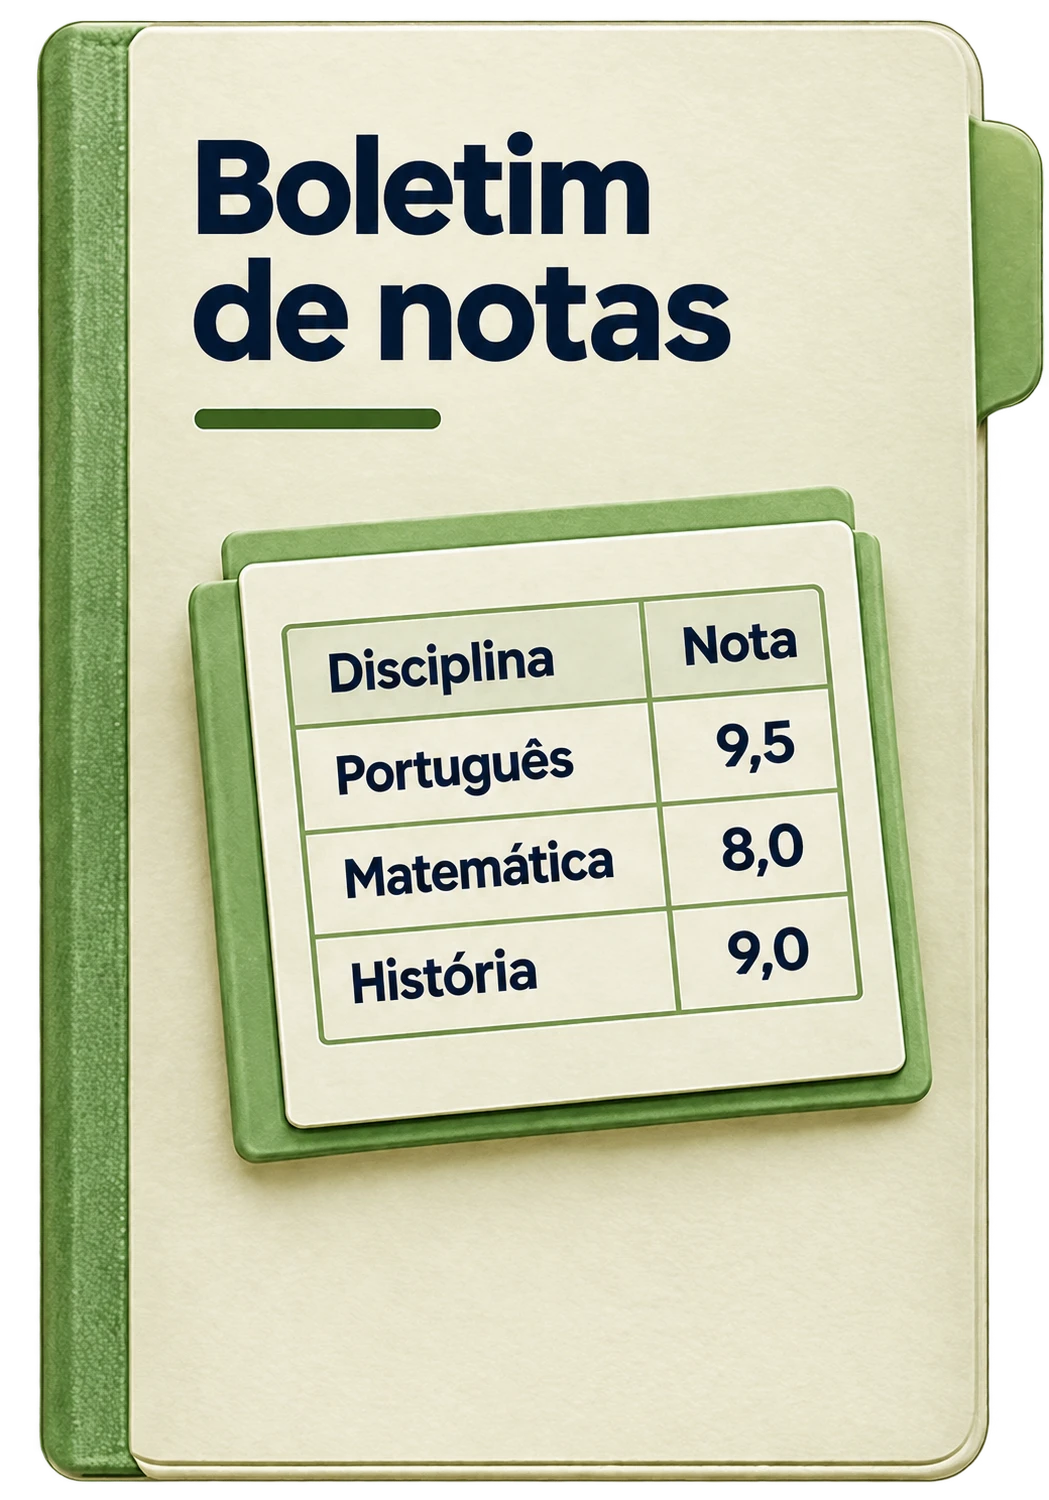 Boletim
de notas
Disciplina Nota
Português 9,5
Matemática 8,0
História 9,0